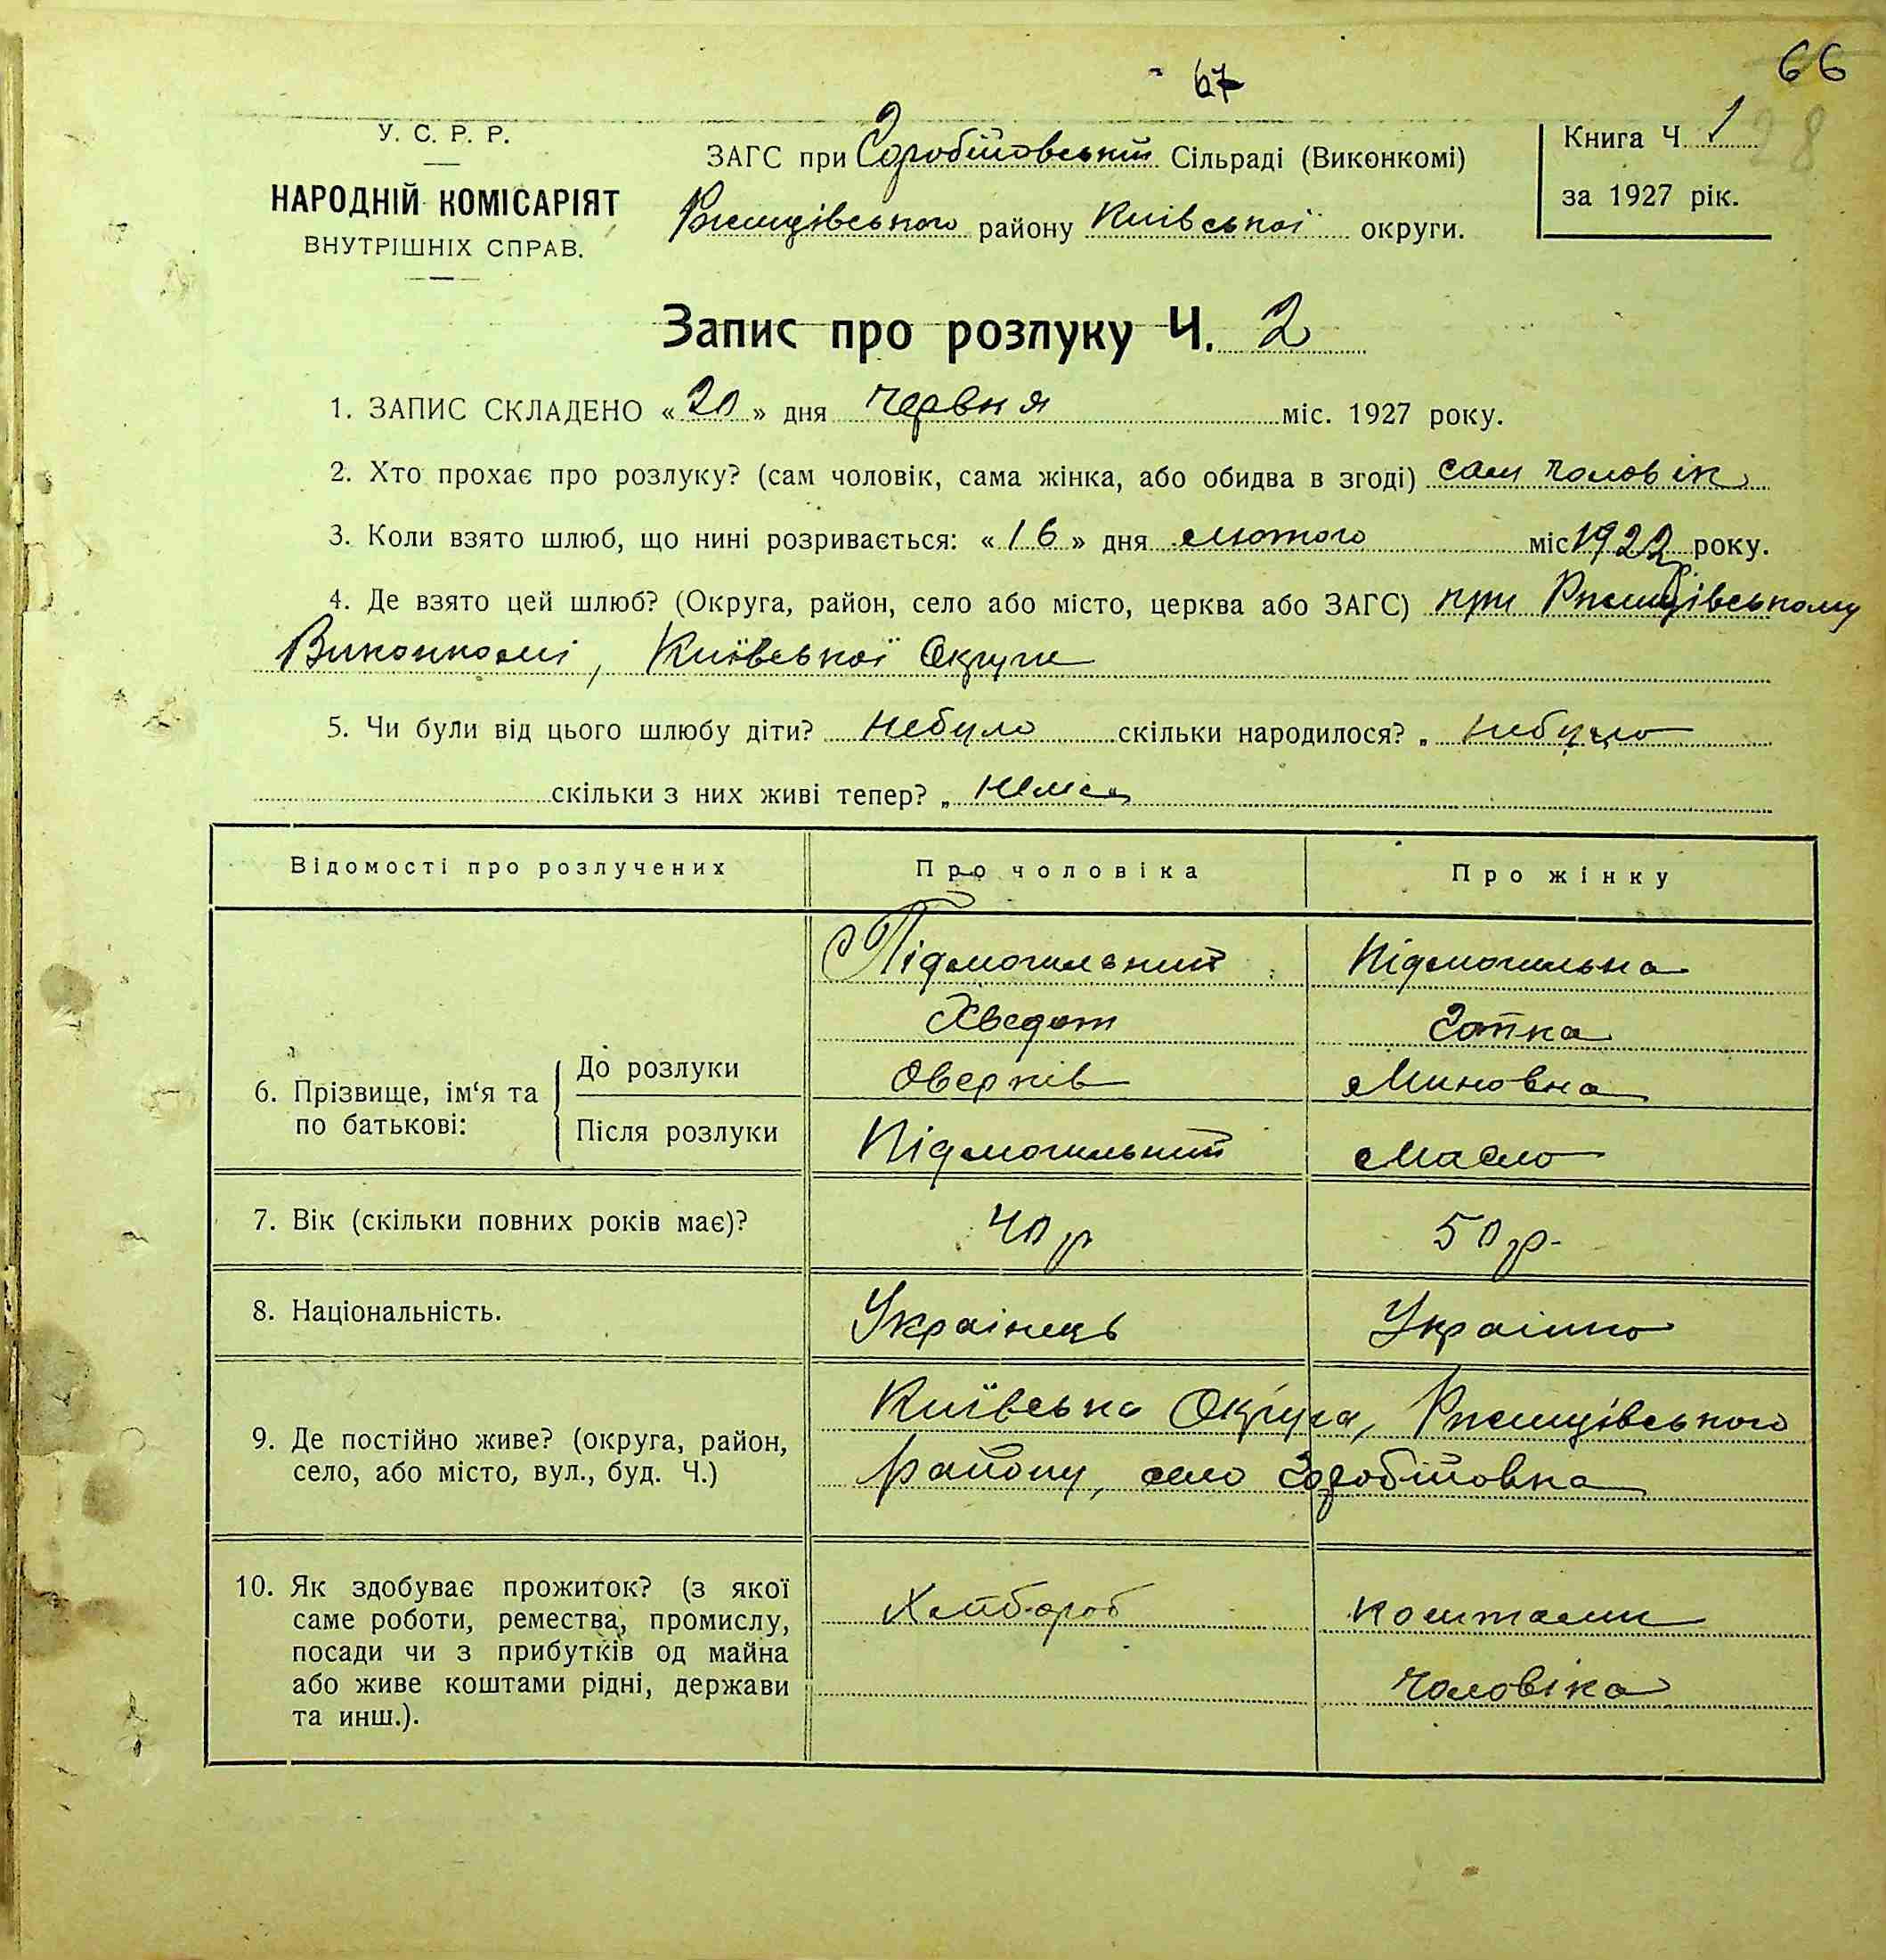 66
67
28
У. С. Р. Р.
НАРОДНІЙ КОМІСАРІЯТ
ВНУТРІШНІХ СПРАВ.
ЗАГС при Горобіївській Сільраді (Виконкомі)
Ржищівського району Київської округи.
Книга Ч. 1
за 1927 рік.
Запис про розлуку Ч. 2
1. ЗАПИС СКЛАДЕНО «20» дня червня міс. 1927 року.
2. Хто прохає про розлуку? (сам чоловік, сама жінка, або обидва в згоді) сам чоловік
3. Коли взято шлюб, що нині розривається: «16» дня лютого міс 1922 року.
4. Де взято цей шлюб? (Округа, район, село або місто, церква або ЗАГС) при Ржищівському
Виконкомі, Київської Округи
5. Чи були від цього шлюбу діти? небуло скільки народилося? „ небуло
скільки з них живі тепер? „ нема
Відомості про розлучених
Про чоловіка
Про жінку
6. Прізвище, ім‘я та по батькові:
До розлуки
Після розлуки
Підмогильний
Підмогильна
Хведот
Оверків
Миновна
Підмогильний
Масло
7. Вік (скільки повних років має)?
40 р
50 р.
8. Національність.
Українець
Українка
9. Де постійно живе? (округа, район,
село, або місто, вул., буд. Ч.)
Київська Округа, Ржищівського
району, село
10. Як здобуває прожиток? (з якої
саме роботи, ремества, промислу,
посади чи з прибутків од майна
або живе коштами рідні, держави
та инш.).
Хліббороб
коштами
чоловіка